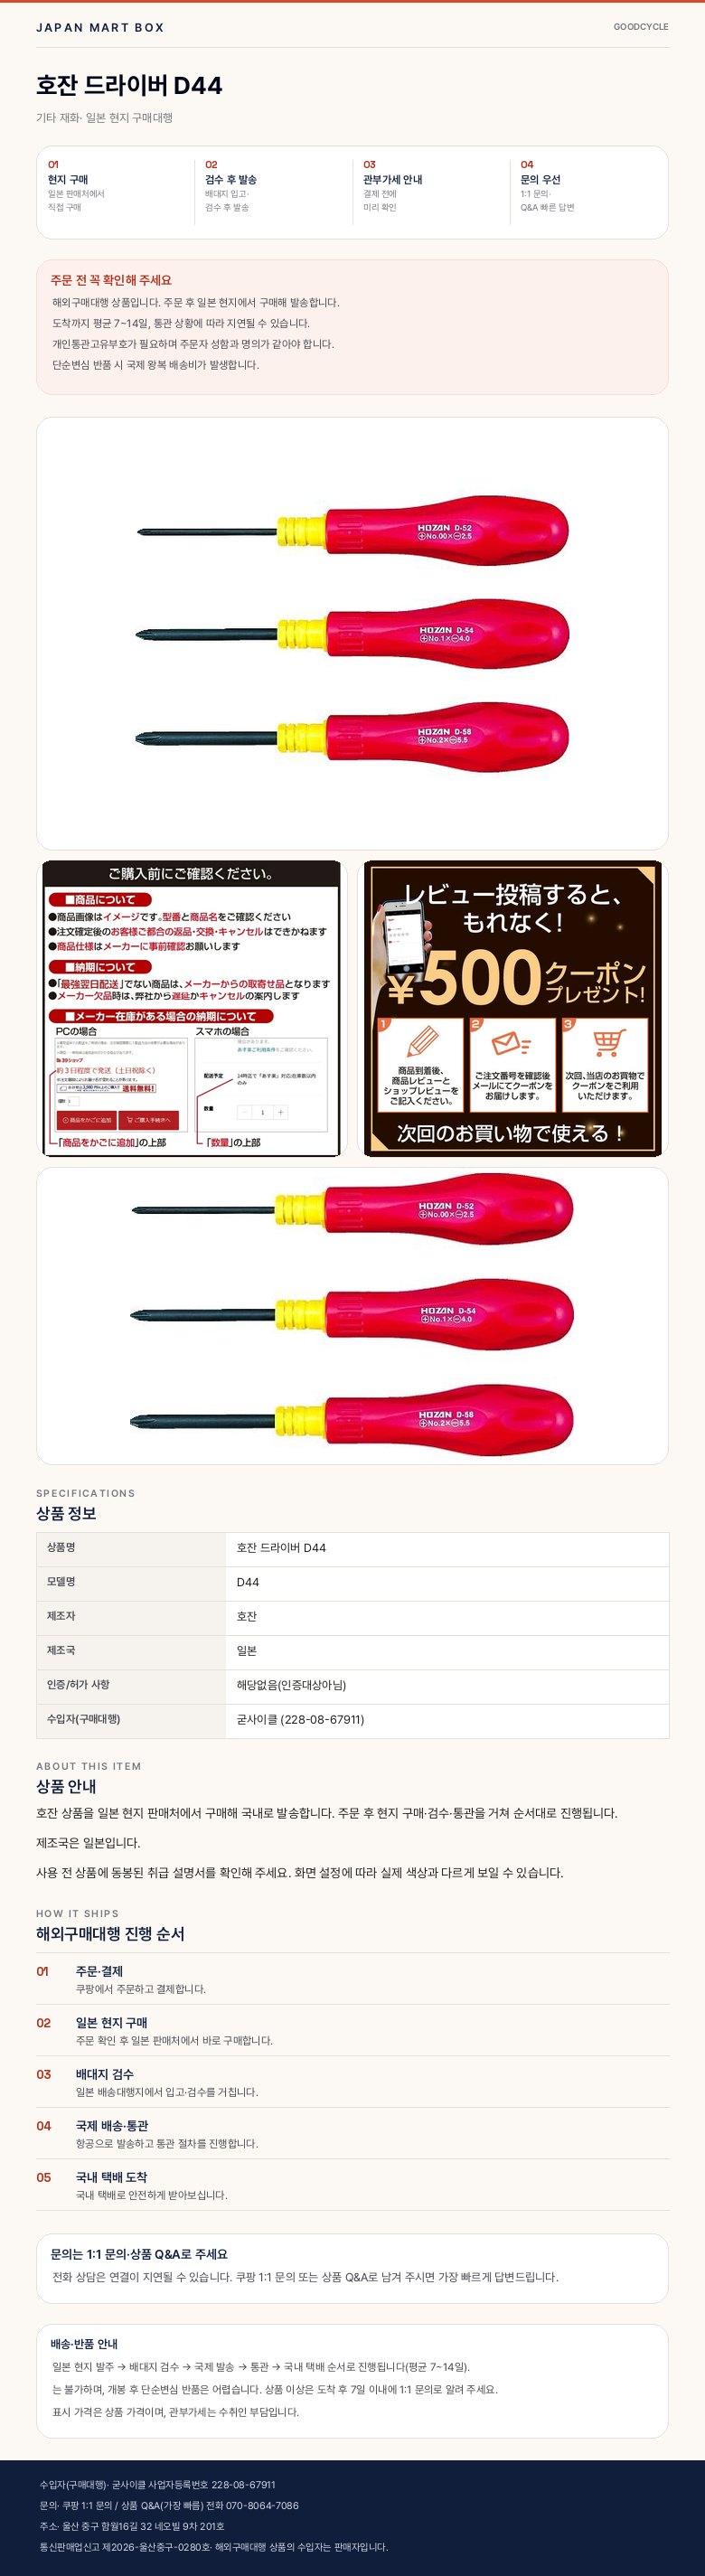 JAPAN MART BOX
GOODCYCLE
호잔 드라이버 D44
기타 재화· 일본 현지 구매대행
01
현지 구매
일본 판매처에서
직접 구매
02
검수 후 발송
배대지 입고·
검수 후 발송
03
관부가세 안내
결제 전에
미리 확인
04
문의 우선
1:1 문의·
Q&A 빠른 답변
주문 전 꼭 확인해 주세요
해외구매대행 상품입니다. 주문 후 일본 현지에서 구매해 발송합니다.
도착까지 평균 7~14일, 통관 상황에 따라 지연될 수 있습니다.
개인통관고유부호가 필요하며 주문자 성함과 명의가 같아야 합니다.
단순변심 반품 시 국제 왕복 배송비가 발생합니다.
HOZAN D-52
⊕No.00×⊖2.5
HOZAN D-54
⊕No.1×⊖4.0
HOZAN D-58
⊕No.2×⊖5.5
ご購入前にご確認ください。
■商品について
●商品画像はイメージです。型番と商品名をご確認ください
●注文確定後のお客様ご都合の返品・交換・キャンセルはできかねます
●商品仕様はメーカーに事前確認お願いします
■納期について
●「最強翌日配送」でない商品は、メーカーからの取寄せ品となります
●メーカー欠品時は、弊社から遅延かキャンセルの案内します
■メーカー在庫がある場合の納期について
PCの場合
スマホの場合
約3日程度で発送(土日祝除く)
送料無料!
商品をかごに追加
ご購入手続きへ
配送予定
数量
1
「商品をかごに追加」の上部
「数量」の上部
レビュー投稿すると、
もれなく!
¥500クーポン
プレゼント!
1
商品到着後、
商品レビューと
ショップレビューを
ご記入ください。
2
ご注文番号を確認後
メールにてクーポンを
お届けします。
3
次回、当店のお買物で
クーポンをご利用
いただけます。
次回のお買い物で使える!
HOZAN D-52
⊕No.00×⊖2.5
HOZAN D-54
⊕No.1×⊖4.0
HOZAN D-58
⊕No.2×⊖5.5
SPECIFICATIONS
상품 정보
상품명 호잔 드라이버 D44
모델명 D44
제조자 호잔
제조국 일본
인증/허가 사항 해당없음(인증대상아님)
수입자(구매대행) 굳사이클 (228-08-67911)
ABOUT THIS ITEM
상품 안내
호잔 상품을 일본 현지 판매처에서 구매해 국내로 발송합니다. 주문 후 현지 구매·검수·통관을 거쳐 순서대로 진행됩니다.
제조국은 일본입니다.
사용 전 상품에 동봉된 취급 설명서를 확인해 주세요. 화면 설정에 따라 실제 색상과 다르게 보일 수 있습니다.
HOW IT SHIPS
해외구매대행 진행 순서
01 주문·결제
쿠팡에서 주문하고 결제합니다.
02 일본 현지 구매
주문 확인 후 일본 판매처에서 바로 구매합니다.
03 배대지 검수
일본 배송대행지에서 입고·검수를 거칩니다.
04 국제 배송·통관
항공으로 발송하고 통관 절차를 진행합니다.
05 국내 택배 도착
국내 택배로 안전하게 받아보십니다.
문의는 1:1 문의·상품 Q&A로 주세요
전화 상담은 연결이 지연될 수 있습니다. 쿠팡 1:1 문의 또는 상품 Q&A로 남겨 주시면 가장 빠르게 답변드립니다.
배송·반품 안내
일본 현지 발주 → 배대지 검수 → 국제 발송 → 통관 → 국내 택배 순서로 진행됩니다(평균 7~14일).
는 불가하며, 개봉 후 단순변심 반품은 어렵습니다. 상품 이상은 도착 후 7일 이내에 1:1 문의로 알려 주세요.
표시 가격은 상품 가격이며, 관부가세는 수취인 부담입니다.
수입자(구매대행)· 굳사이클 사업자등록번호 228-08-67911
문의· 쿠팡 1:1 문의 / 상품 Q&A(가장 빠름) 전화 070-8064-7086
주소· 울산 중구 함월16길 32 네오빌 9차 201호
통신판매업신고 제2026-울산중구-0280호· 해외구매대행 상품의 수입자는 판매자입니다.